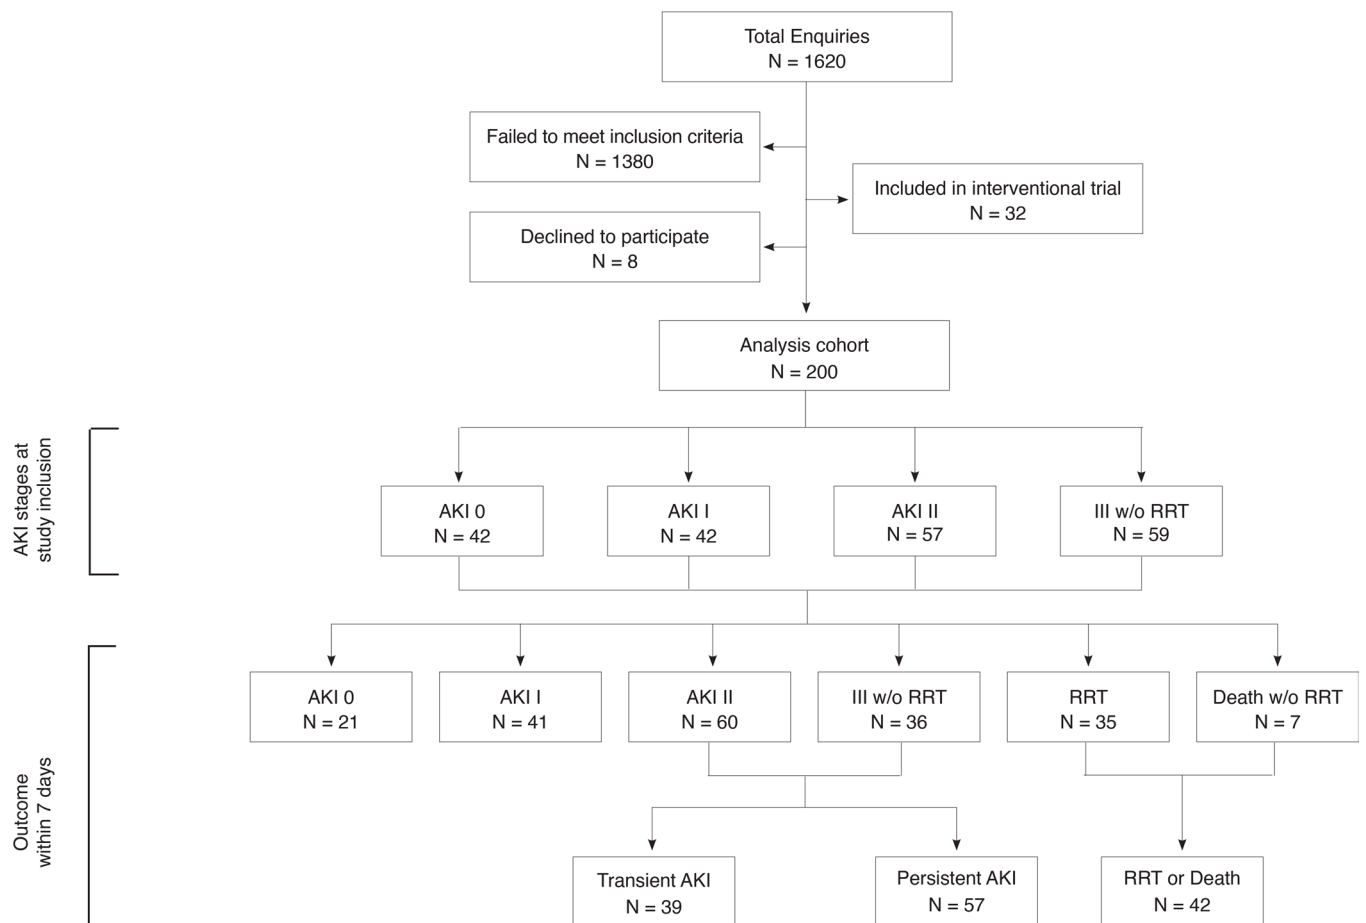 Total Enquiries
N = 1620
Failed to meet inclusion criteria
N = 1380
Included in interventional trial
N = 32
Declined to participate
N = 8
Analysis cohort
N = 200
AKI stages at
study inclusion
AKI 0
N = 42
AKI I
N = 42
AKI II
N = 57
III w/o RRT
N = 59
Outcome
within 7 days
AKI 0
N = 21
AKI I
N = 41
AKI II
N = 60
III w/o RRT
N = 36
RRT
N = 35
Death w/o RRT
N = 7
Transient AKI
N = 39
Persistent AKI
N = 57
RRT or Death
N = 42